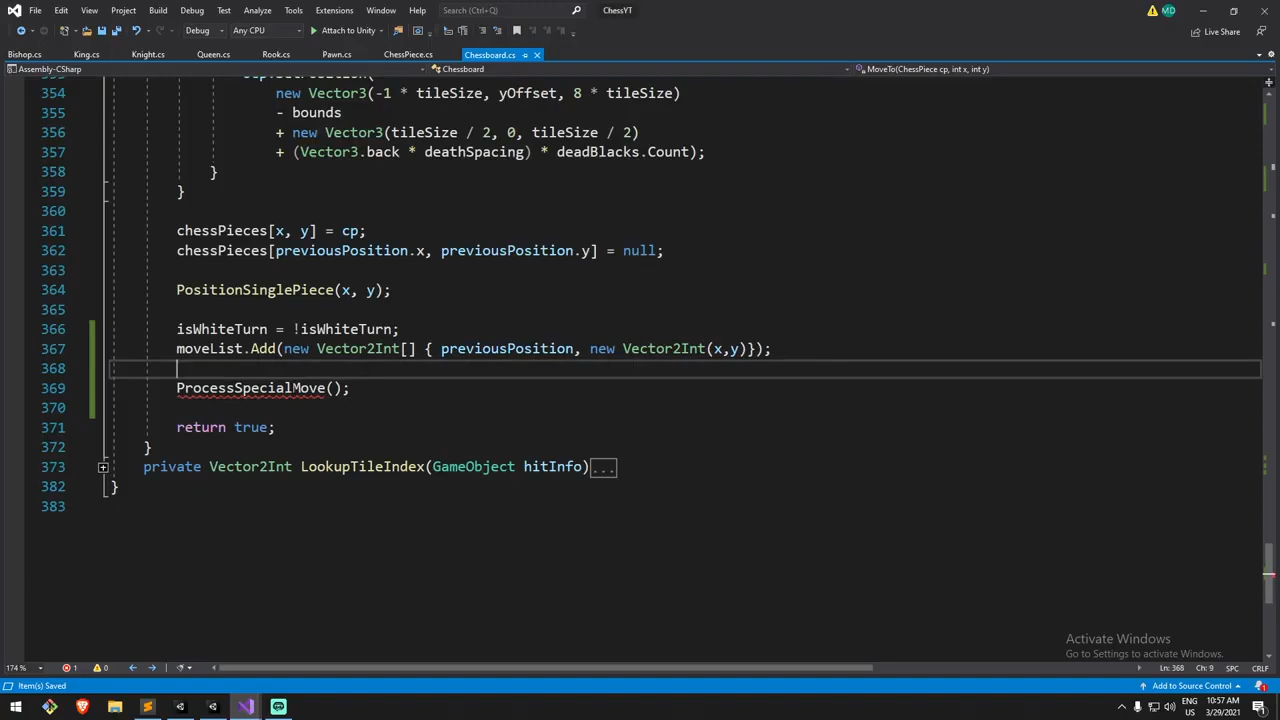 File Edit View Git Project Build Debug Test Analyze Tools Extensions Window Help Search (Ctrl+Q) ChessYT MD
Debug Any CPU Attach to Unity Live Share
Bishop.cs King.cs Knight.cs Queen.cs Rook.cs Pawn.cs ChessPiece.cs Chessboard.cs
Assembly-CSharp Chessboard MoveTo(ChessPiece cp, int x, int y)
354 new Vector3(-1 * tileSize, yOffset, 8 * tileSize)
355 - bounds
356 + new Vector3(tileSize / 2, 0, tileSize / 2)
357 + (Vector3.back * deathSpacing) * deadBlacks.Count);
358 }
359 }
360
361 chessPieces[x, y] = cp;
362 chessPieces[previousPosition.x, previousPosition.y] = null;
363
364 PositionSinglePiece(x, y);
365
366 isWhiteTurn = !isWhiteTurn;
367 moveList.Add(new Vector2Int[] { previousPosition, new Vector2Int(x,y)});
368
369 ProcessSpecialMove();
370
371 return true;
372 }
373 private Vector2Int LookupTileIndex(GameObject hitInfo)...
382 }
383
Activate Windows
Go to Settings to activate Windows.
174 % 1 0 Ln: 368 Ch: 9 SPC CRLF
Item(s) Saved Add to Source Control 1
ENG 10:57 AM
US 3/29/2021 1